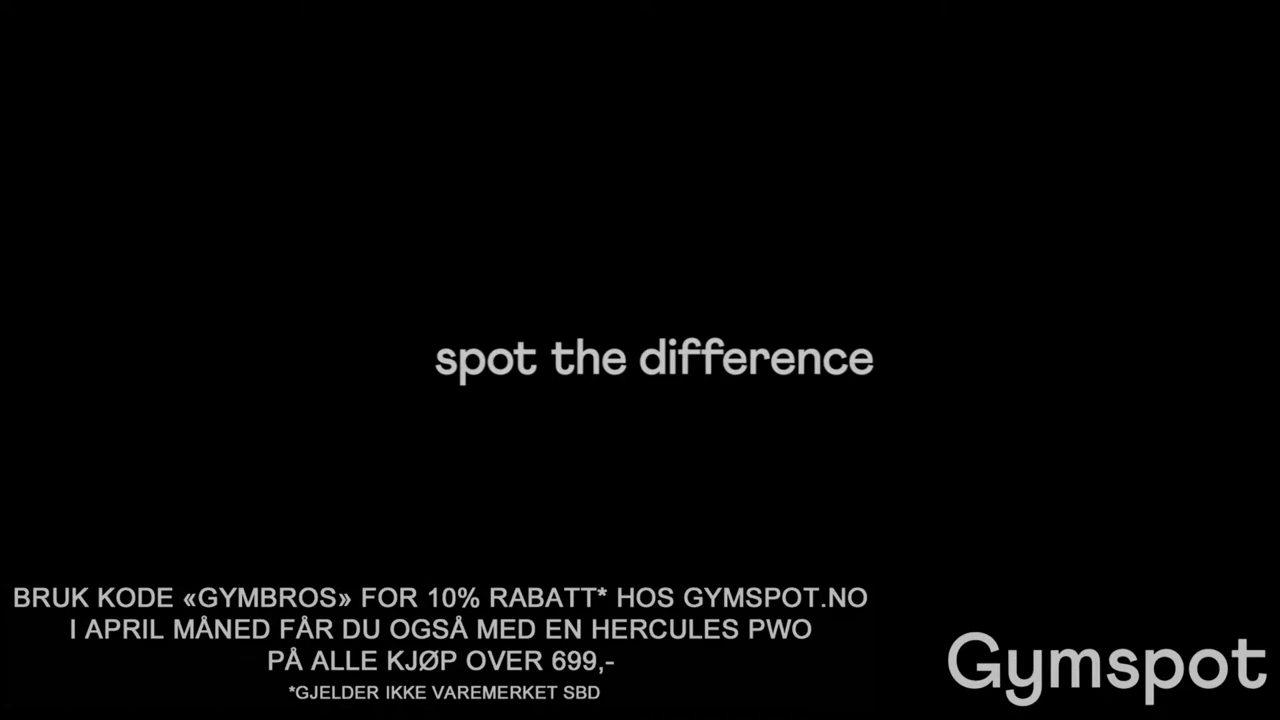 spot the difference
BRUK KODE «GYMBROS» FOR 10% RABATT* HOS GYMSPOT.NO
I APRIL MÅNED FÅR DU OGSÅ MED EN HERCULES PWO
PÅ ALLE KJØP OVER 699,-
*GJELDER IKKE VAREMERKET SBD
Gymspot